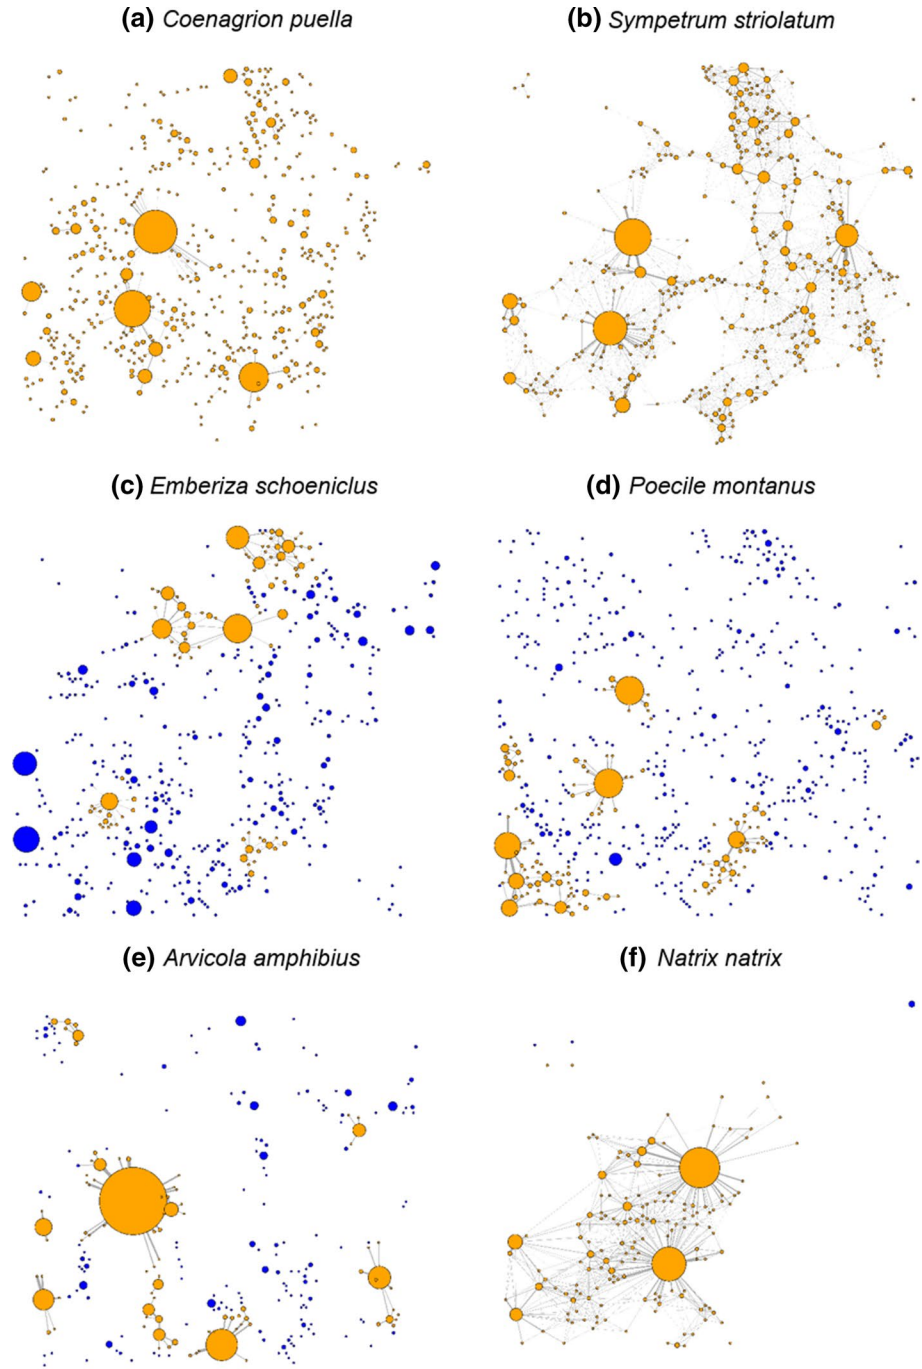 (a) Coenagrion puella
(b) Sympetrum striolatum
(c) Emberiza schoeniclus
(d) Poecile montanus
(e) Arvicola amphibius
(f) Natrix natrix